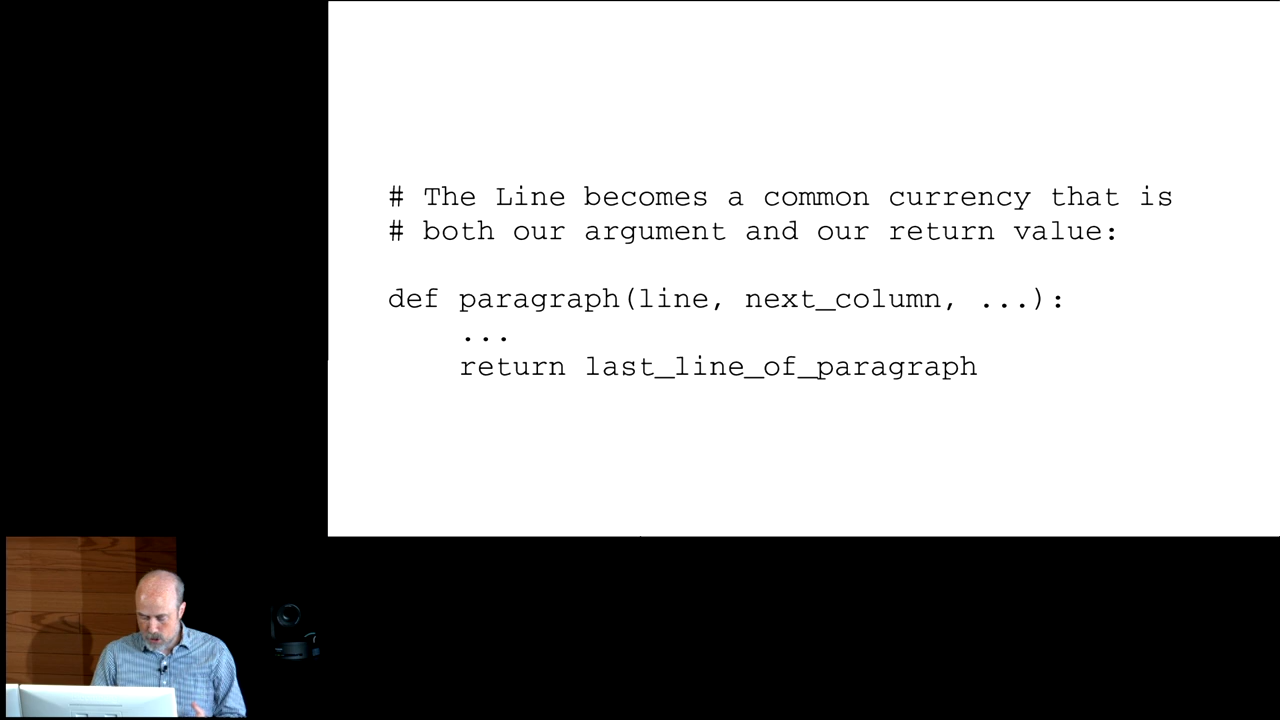 # The Line becomes a common currency that is
# both our argument and our return value:
def paragraph(line, next_column, ...):
...
return last_line_of_paragraph